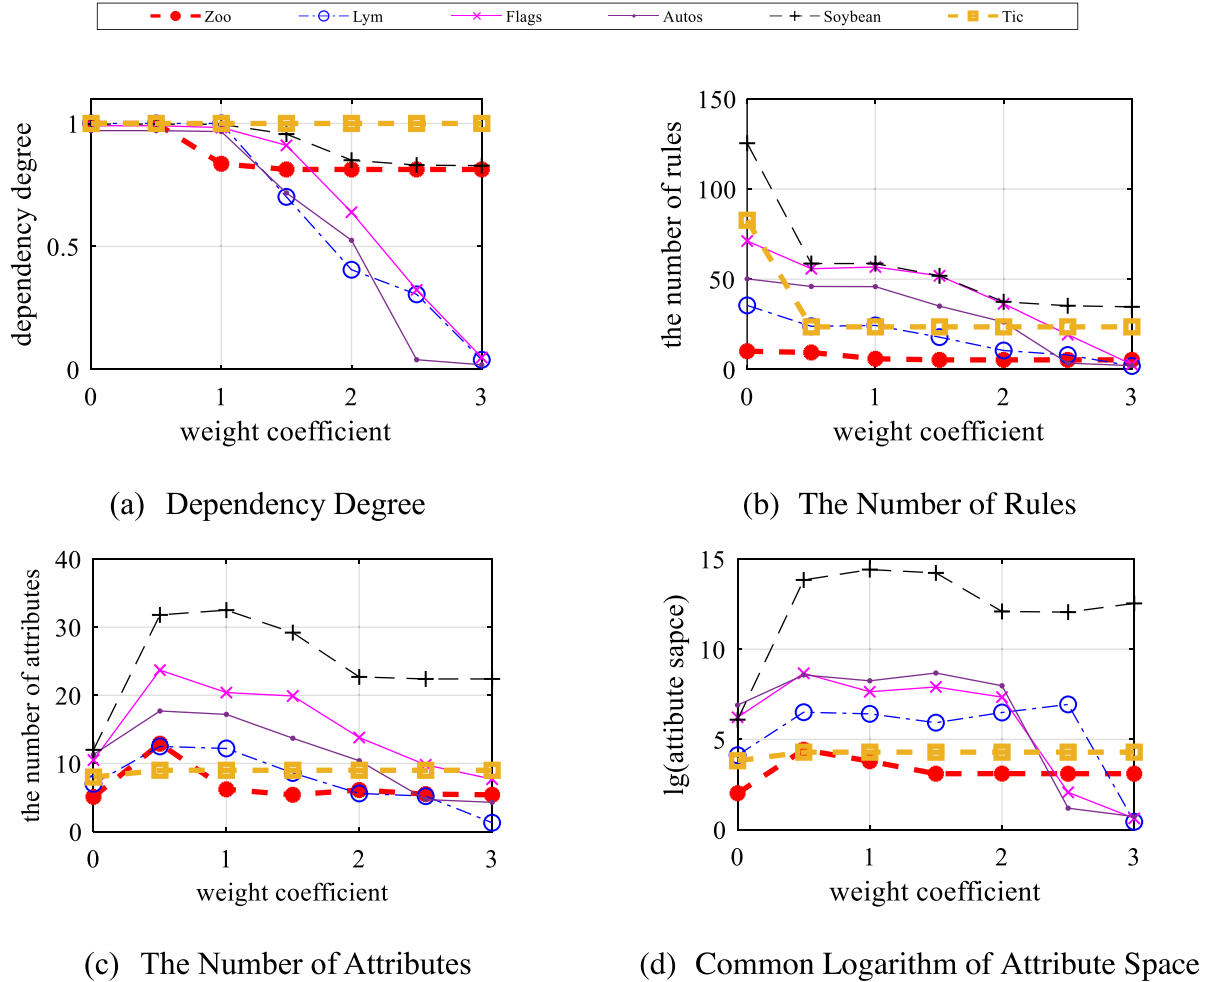 Zoo Lym Flags Autos Soybean Tic
1
0.5
0
0 1 2 3
dependency degree
weight coefficient
150
100
50
0
0 1 2 3
the number of rules
weight coefficient
(a) Dependency Degree
(b) The Number of Rules
40
30
20
10
0
0 1 2 3
the number of attributes
weight coefficient
15
10
5
0
0 1 2 3
lg(attibute sapce)
weight coefficient
(c) The Number of Attributes
(d) Common Logarithm of Attribute Space